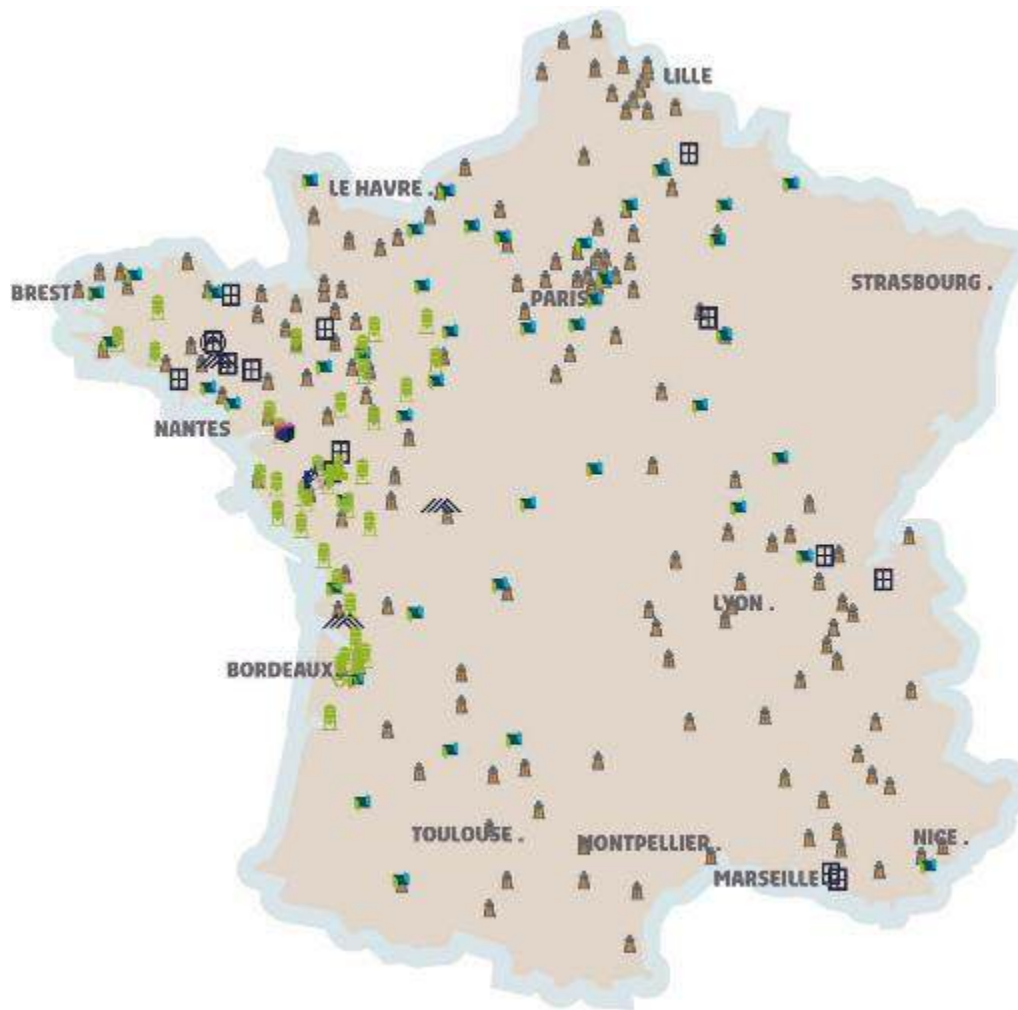 LILLE
LE HAVRE .
STRASBOURG .
BREST
PARIS
NANTES
LYON .
BORDEAUX
TOULOUSE .
MONTPELLIER .
NICE .
MARSEILLE